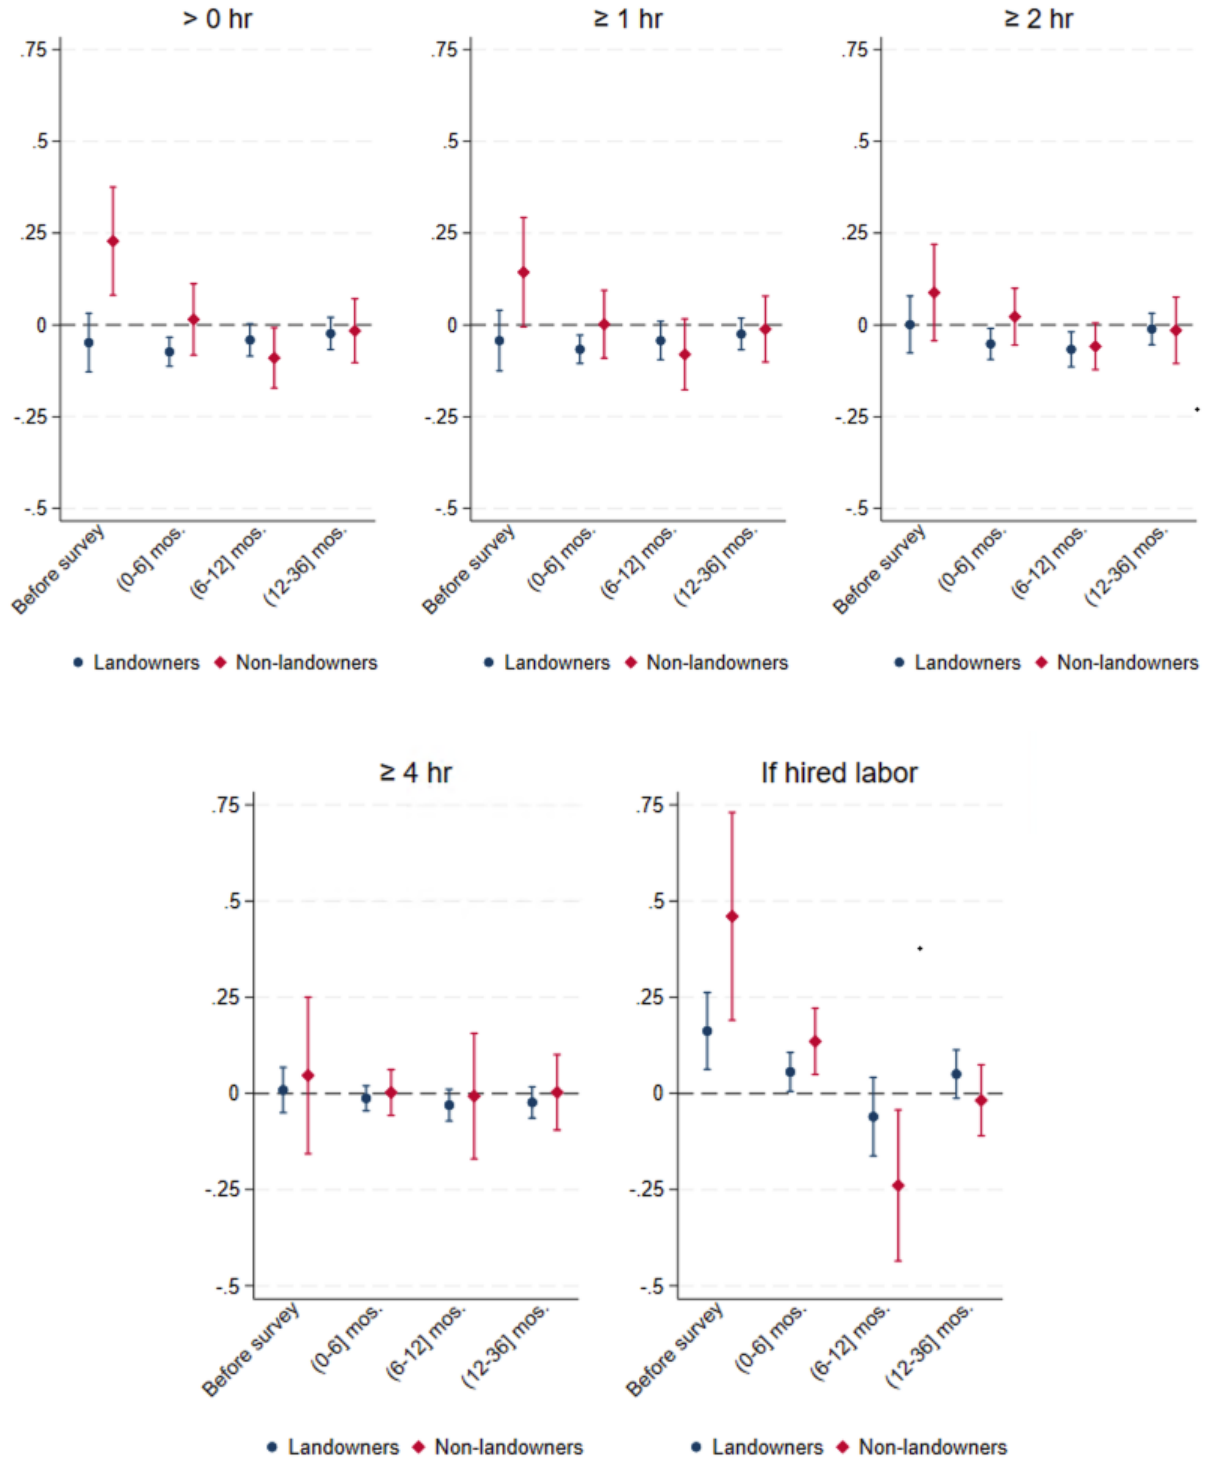 > 0 hr
.75
.5
.25
0
-.25
-.5
Before survey
(0-6] mos.
(6-12] mos.
(12-36] mos.
Landowners Non-landowners
≥ 1 hr
.75
.5
.25
0
-.25
-.5
Before survey
(0-6] mos.
(6-12] mos.
(12-36] mos.
Landowners Non-landowners
≥ 2 hr
.75
.5
.25
0
-.25
-.5
Before survey
(0-6] mos.
(6-12] mos.
(12-36] mos.
Landowners Non-landowners
≥ 4 hr
.75
.5
.25
0
-.25
-.5
Before survey
(0-6] mos.
(6-12] mos.
(12-36] mos.
Landowners Non-landowners
If hired labor
.75
.5
.25
0
-.25
-.5
Before survey
(0-6] mos.
(6-12] mos.
(12-36] mos.
Landowners Non-landowners